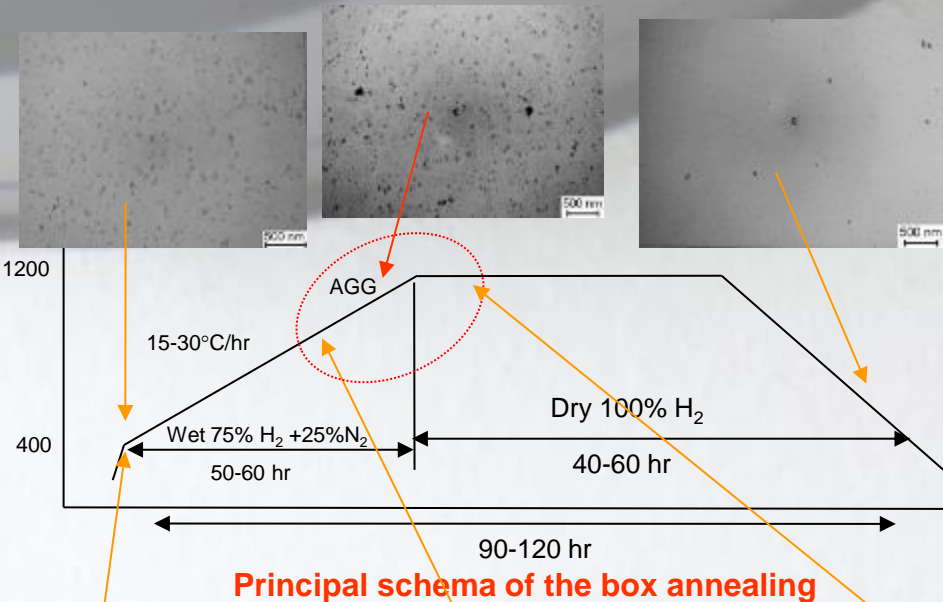 500 nm
500 nm
500 nm
1200
AGG
15-30°C/hr
Dry 100% H₂
400
Wet 75% H₂ +25%N₂
50-60 hr
40-60 hr
90-120 hr
Principal schema of the box annealing